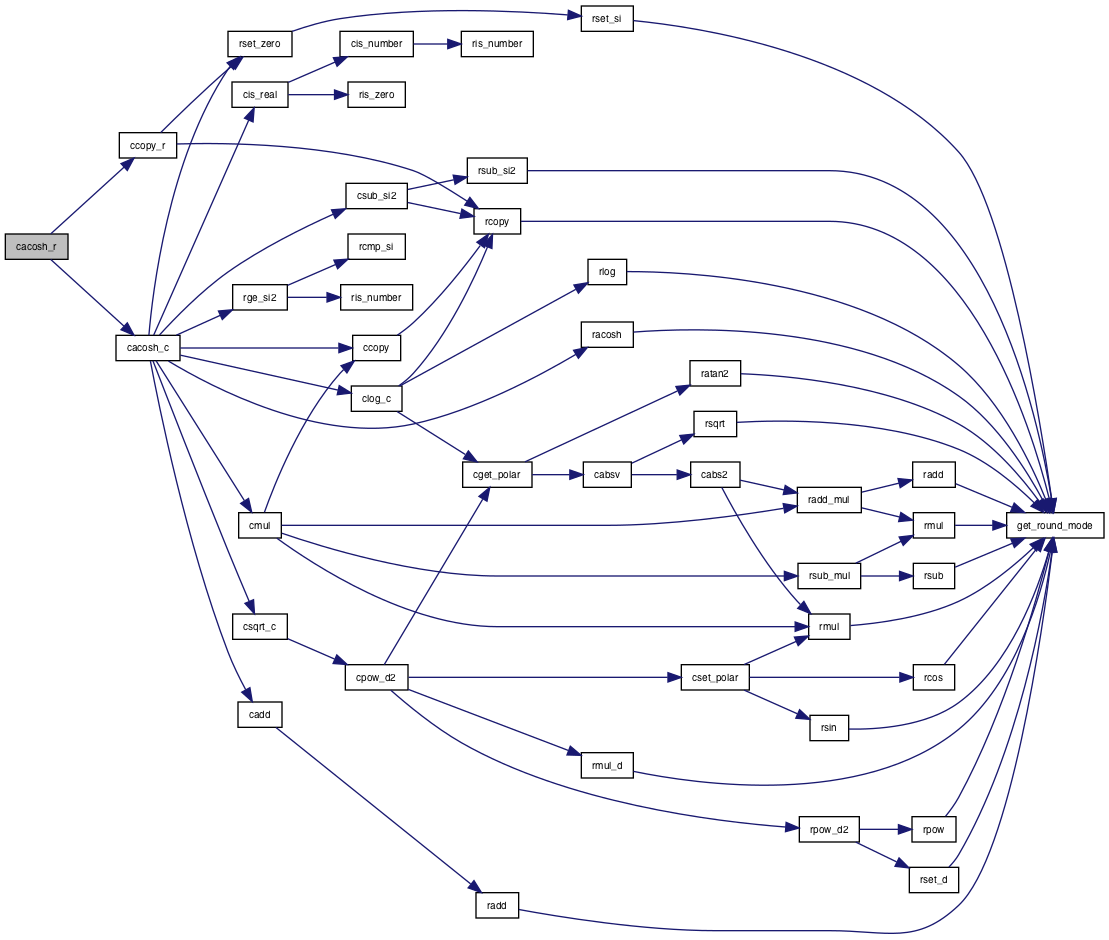 rset_si
rset_zero
cis_number
ris_number
cis_real
ris_zero
ccopy_r
rsub_si2
csub_si2
rcopy
cacosh_r
rcmp_si
rlog
rge_si2
ris_number
racosh
cacosh_c
ccopy
ratan2
clog_c
rsqrt
cget_polar
cabsv
cabs2
radd
radd_mul
cmul
rmul
get_round_mode
rsub_mul
rsub
csqrt_c
rmul
cpow_d2
cset_polar
rcos
cadd
rsin
rmul_d
rpow_d2
rpow
rset_d
radd